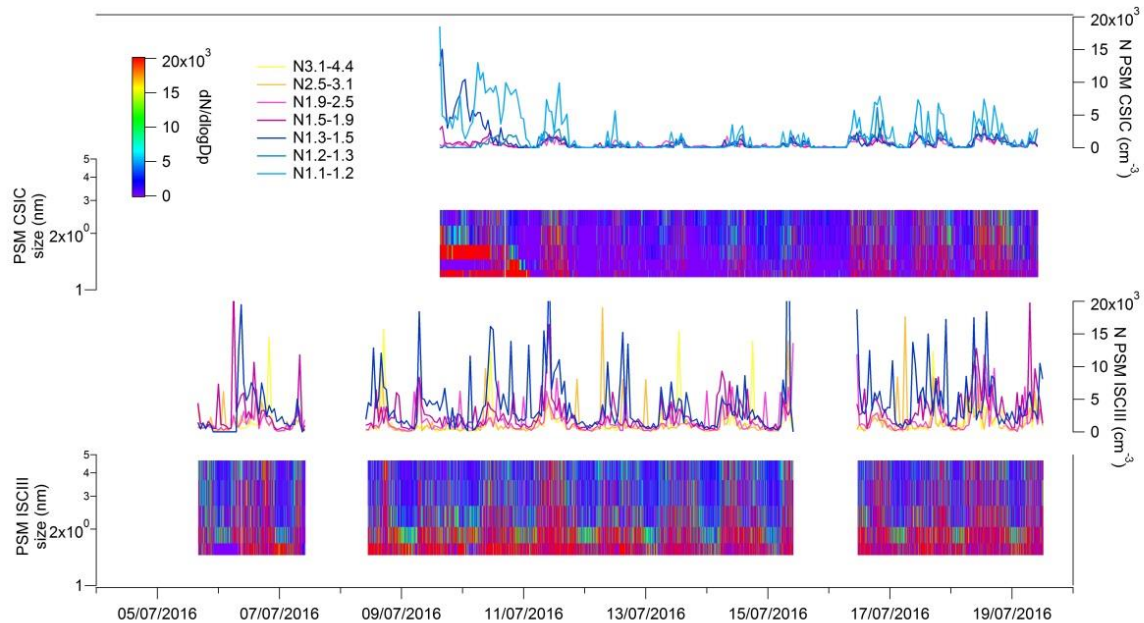 20x10³
15
10
5
0
N PSM CSIC (cm⁻³)
20x10³
15
10
5
0
dN/dlogDp
N3.1-4.4
N2.5-3.1
N1.9-2.5
N1.5-1.9
N1.3-1.5
N1.2-1.3
N1.1-1.2
5
4
3
2x10⁰
1
PSM CSIC
size (nm)
20x10³
15
10
5
0
N PSM ISCIII (cm⁻³)
5
4
3
2x10⁰
1
PSM ISCIII
size (nm)
05/07/2016 07/07/2016 09/07/2016 11/07/2016 13/07/2016 15/07/2016 17/07/2016 19/07/2016